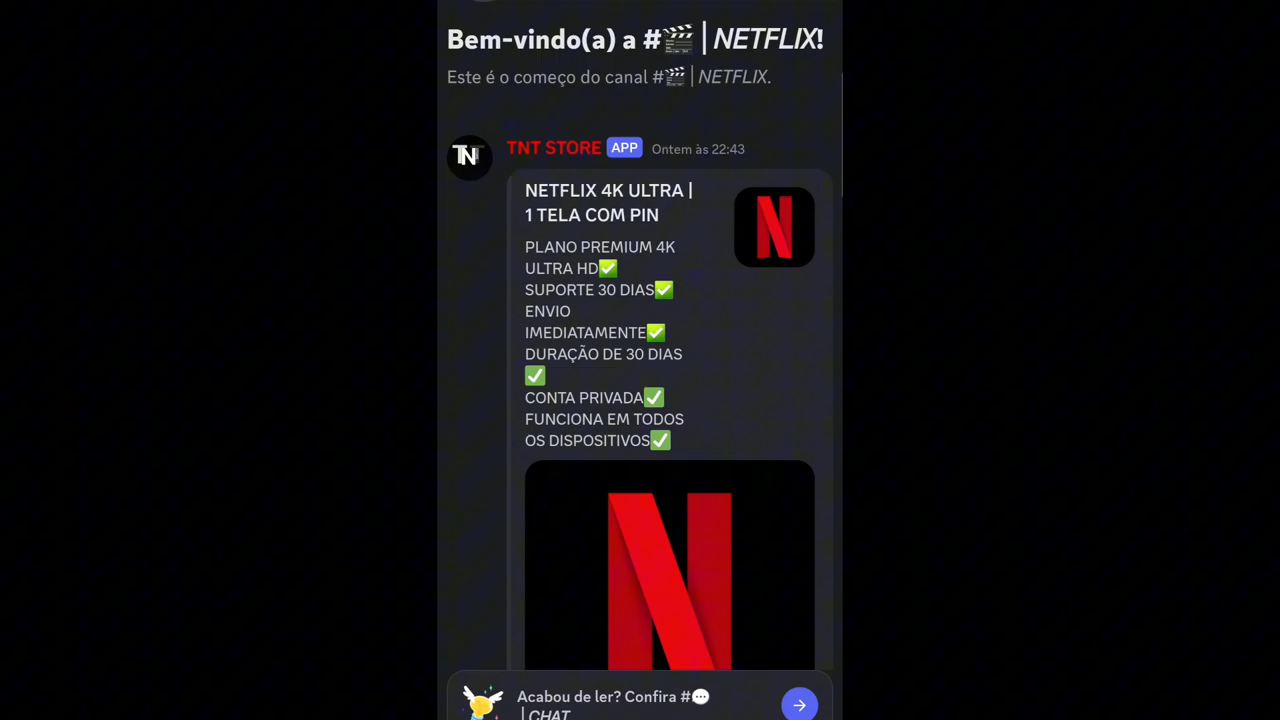 Bem-vindo(a) a #🎬 | NETFLIX!
Este é o começo do canal #🎬 | NETFLIX.
TNT STORE APP Ontem às 22:43
NETFLIX 4K ULTRA |
1 TELA COM PIN
PLANO PREMIUM 4K
ULTRA HD✅
SUPORTE 30 DIAS✅
ENVIO
IMEDIATAMENTE✅
DURAÇÃO DE 30 DIAS
✅
CONTA PRIVADA✅
FUNCIONA EM TODOS
OS DISPOSITIVOS✅
Acabou de ler? Confira #💬
| CHAT